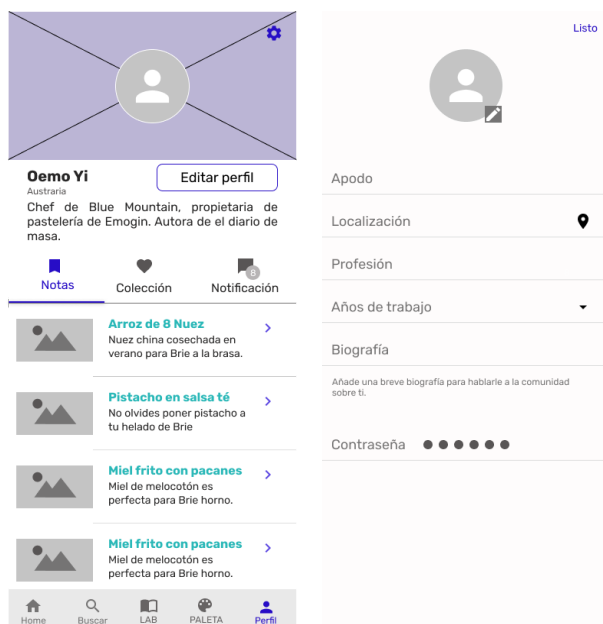 Oemo Yi
Editar perfil
Austraria
Chef de Blue Mountain, propietaria de
pastelería de Emogin. Autora de el diario de
masa.
Notas
Colección
8
Notificación
Arroz de 8 Nuez
Nuez china cosechada en
verano para Brie a la brasa.
Pistacho en salsa té
No olvides poner pistacho a
tu helado de Brie
Miel frito con pacanes
Miel de melocotón es
perfecta para Brie horno.
Miel frito con pacanes
Miel de melocotón es
perfecta para Brie horno.
Home
Buscar
LAB
PALETA
Perfil
Listo
Apodo
Localización
Profesión
Años de trabajo
Biografía
Añade una breve biografía para hablarle a la comunidad
sobre ti.
Contraseña